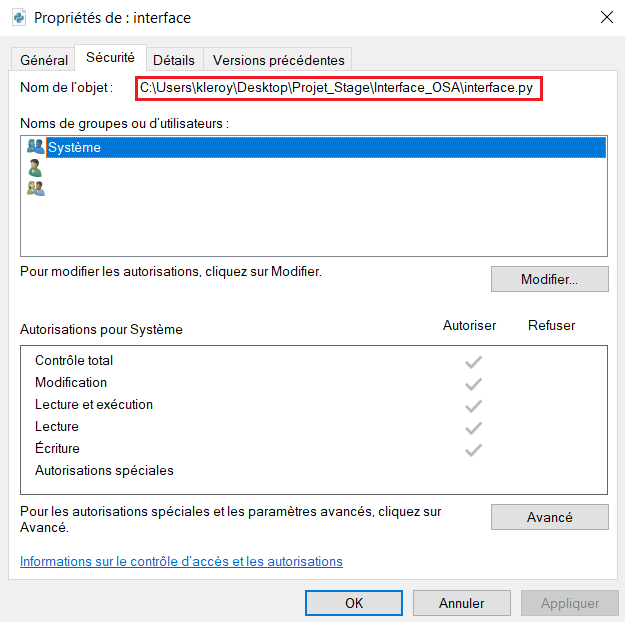 Propriétés de : interface
Général Sécurité Détails Versions précédentes
Nom de l'objet : C:\Users\kleroy\Desktop\Projet_Stage\Interface_OSA\interface.py
Noms de groupes ou d'utilisateurs :
Système
Pour modifier les autorisations, cliquez sur Modifier.
Modifier...
Autorisations pour Système Autoriser Refuser
Contrôle total
Modification
Lecture et exécution
Lecture
Écriture
Autorisations spéciales
Pour les autorisations spéciales et les paramètres avancés, cliquez sur
Avancé.
Avancé
Informations sur le contrôle d'accès et les autorisations
OK Annuler Appliquer